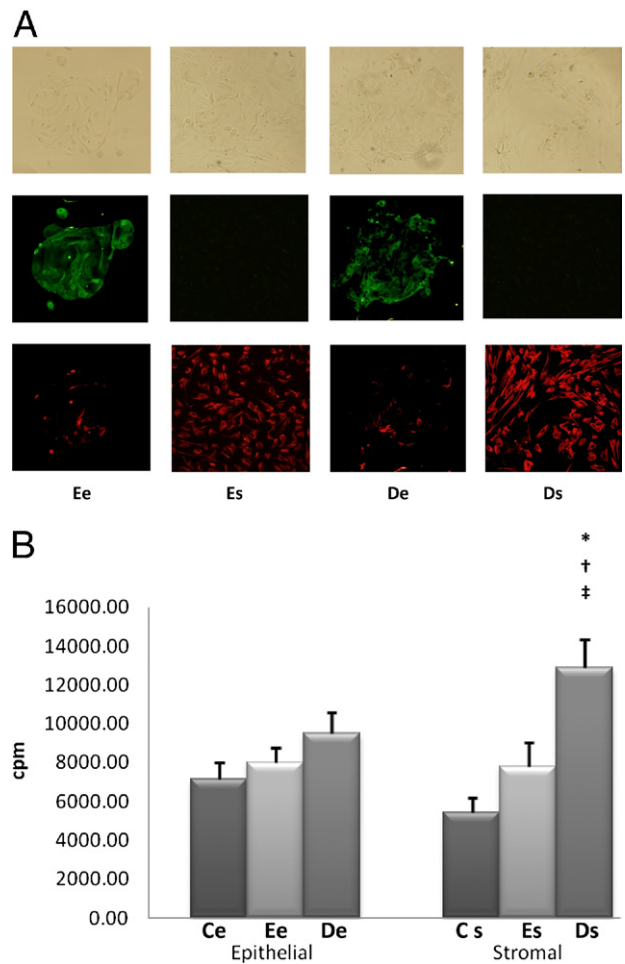 A
Ee Es De Ds
B
*
†
‡
16000.00
14000.00
12000.00
10000.00
8000.00
6000.00
4000.00
2000.00
0.00
cpm
Ce Ee De C s Es Ds
Epithelial Stromal